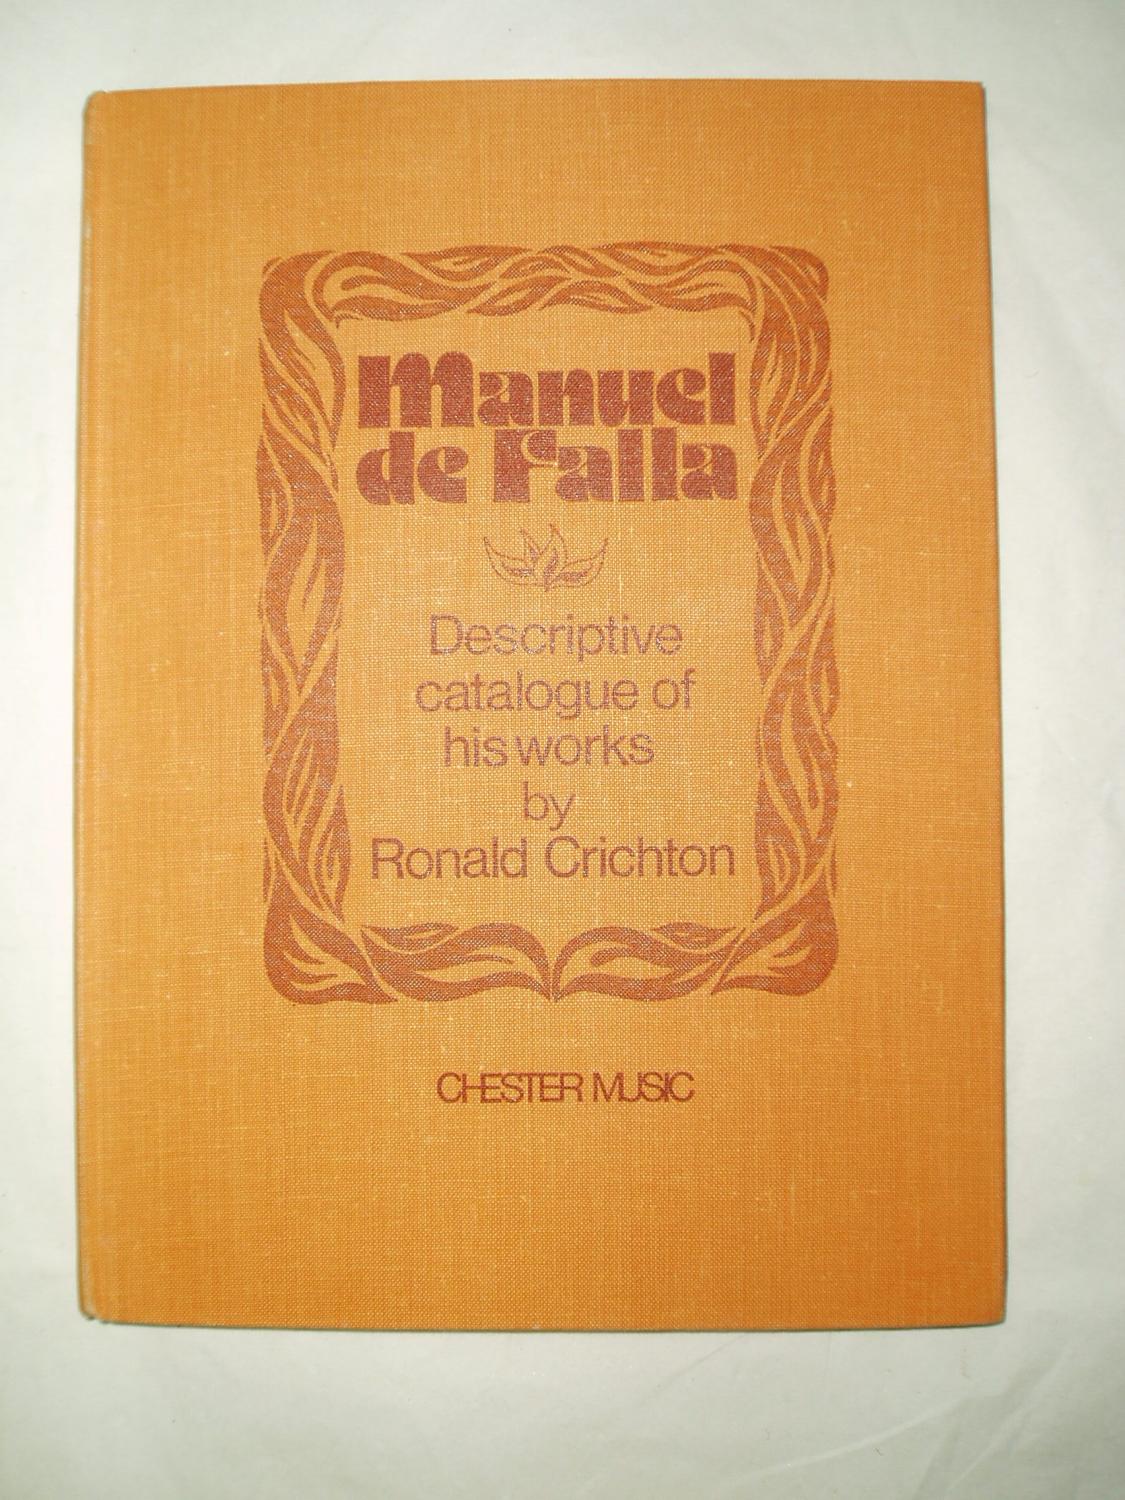 Manuel
de Falla
Descriptive
catalogue of
his works
by
Ronald Crichton
CHESTER MUSIC